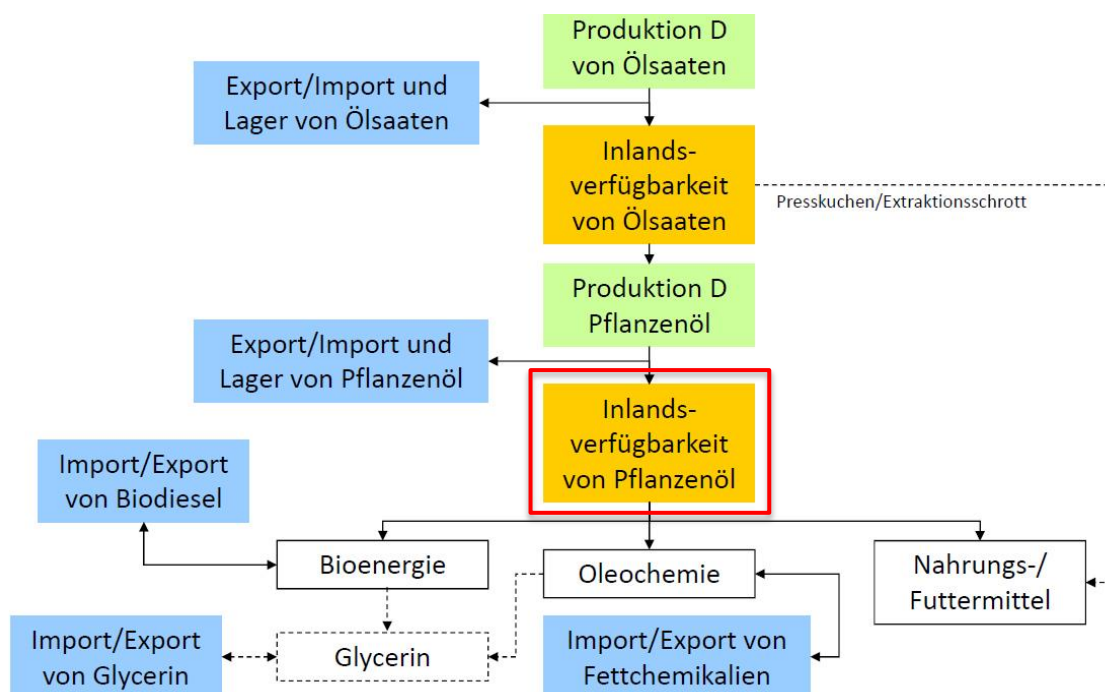 Produktion D
von Ölsaaten
Export/Import und
Lager von Ölsaaten
Inlands-
verfügbarkeit
von Ölsaaten
Presskuchen/Extraktionsschrott
Produktion D
Pflanzenöl
Export/Import und
Lager von Pflanzenöl
Inlands-
verfügbarkeit
von Pflanzenöl
Import/Export
von Biodiesel
Bioenergie
Oleochemie
Nahrungs-/
Futtermittel
Import/Export
von Glycerin
Glycerin
Import/Export von
Fettchemikalien